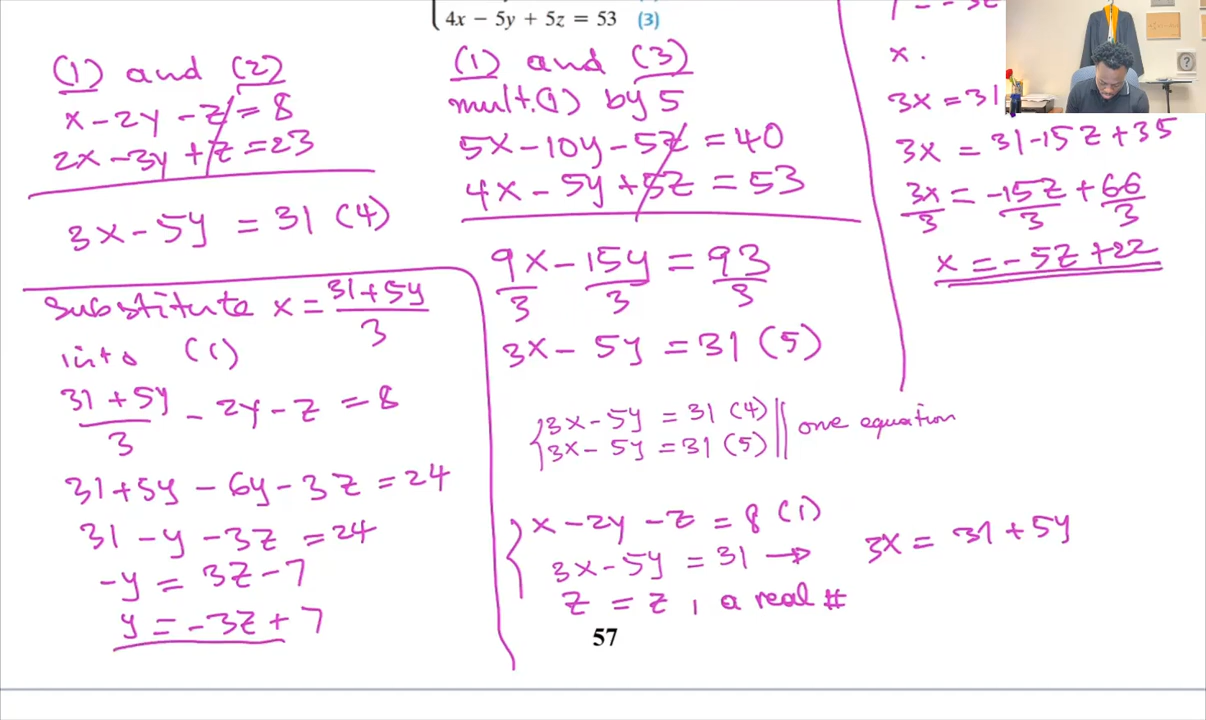 4x − 5y + 5z = 53 (3)
(1) and (2)
x - 2y - z = 8
2x - 3y + z = 23
3x - 5y = 31 (4)
Substitute x = (31 + 5y)/3
into (1)
(31 + 5y)/3 - 2y - z = 8
31 + 5y - 6y - 3z = 24
31 - y - 3z = 24
-y = 3z - 7
y = -3z + 7
(1) and (3)
mult. (1) by 5
5x - 10y - 5z = 40
4x - 5y + 5z = 53
9x/3 - 15y/3 = 93/3
3x - 5y = 31 (5)
3x - 5y = 31 (4)
3x - 5y = 31 (5)
one equation
x - 2y - z = 8 (1)
3x - 5y = 31 → 3x = 31 + 5y
z = z, a real #
57
x.
3x = 31
3x = 31 - 15z + 35
3x/3 = -15z/3 + 66/3
x = -5z + 22